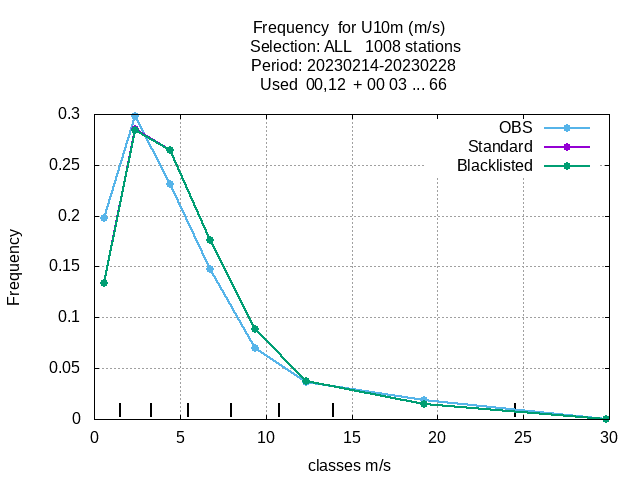 Frequency  for U10m (m/s)
Selection: ALL   1008 stations
Period: 20230214-20230228
Used  00,12  + 00 03 ... 66
OBS
Standard
Blacklisted
0.3
0.25
0.2
0.15
0.1
0.05
0
Frequency
0 5 10 15 20 25 30
classes m/s